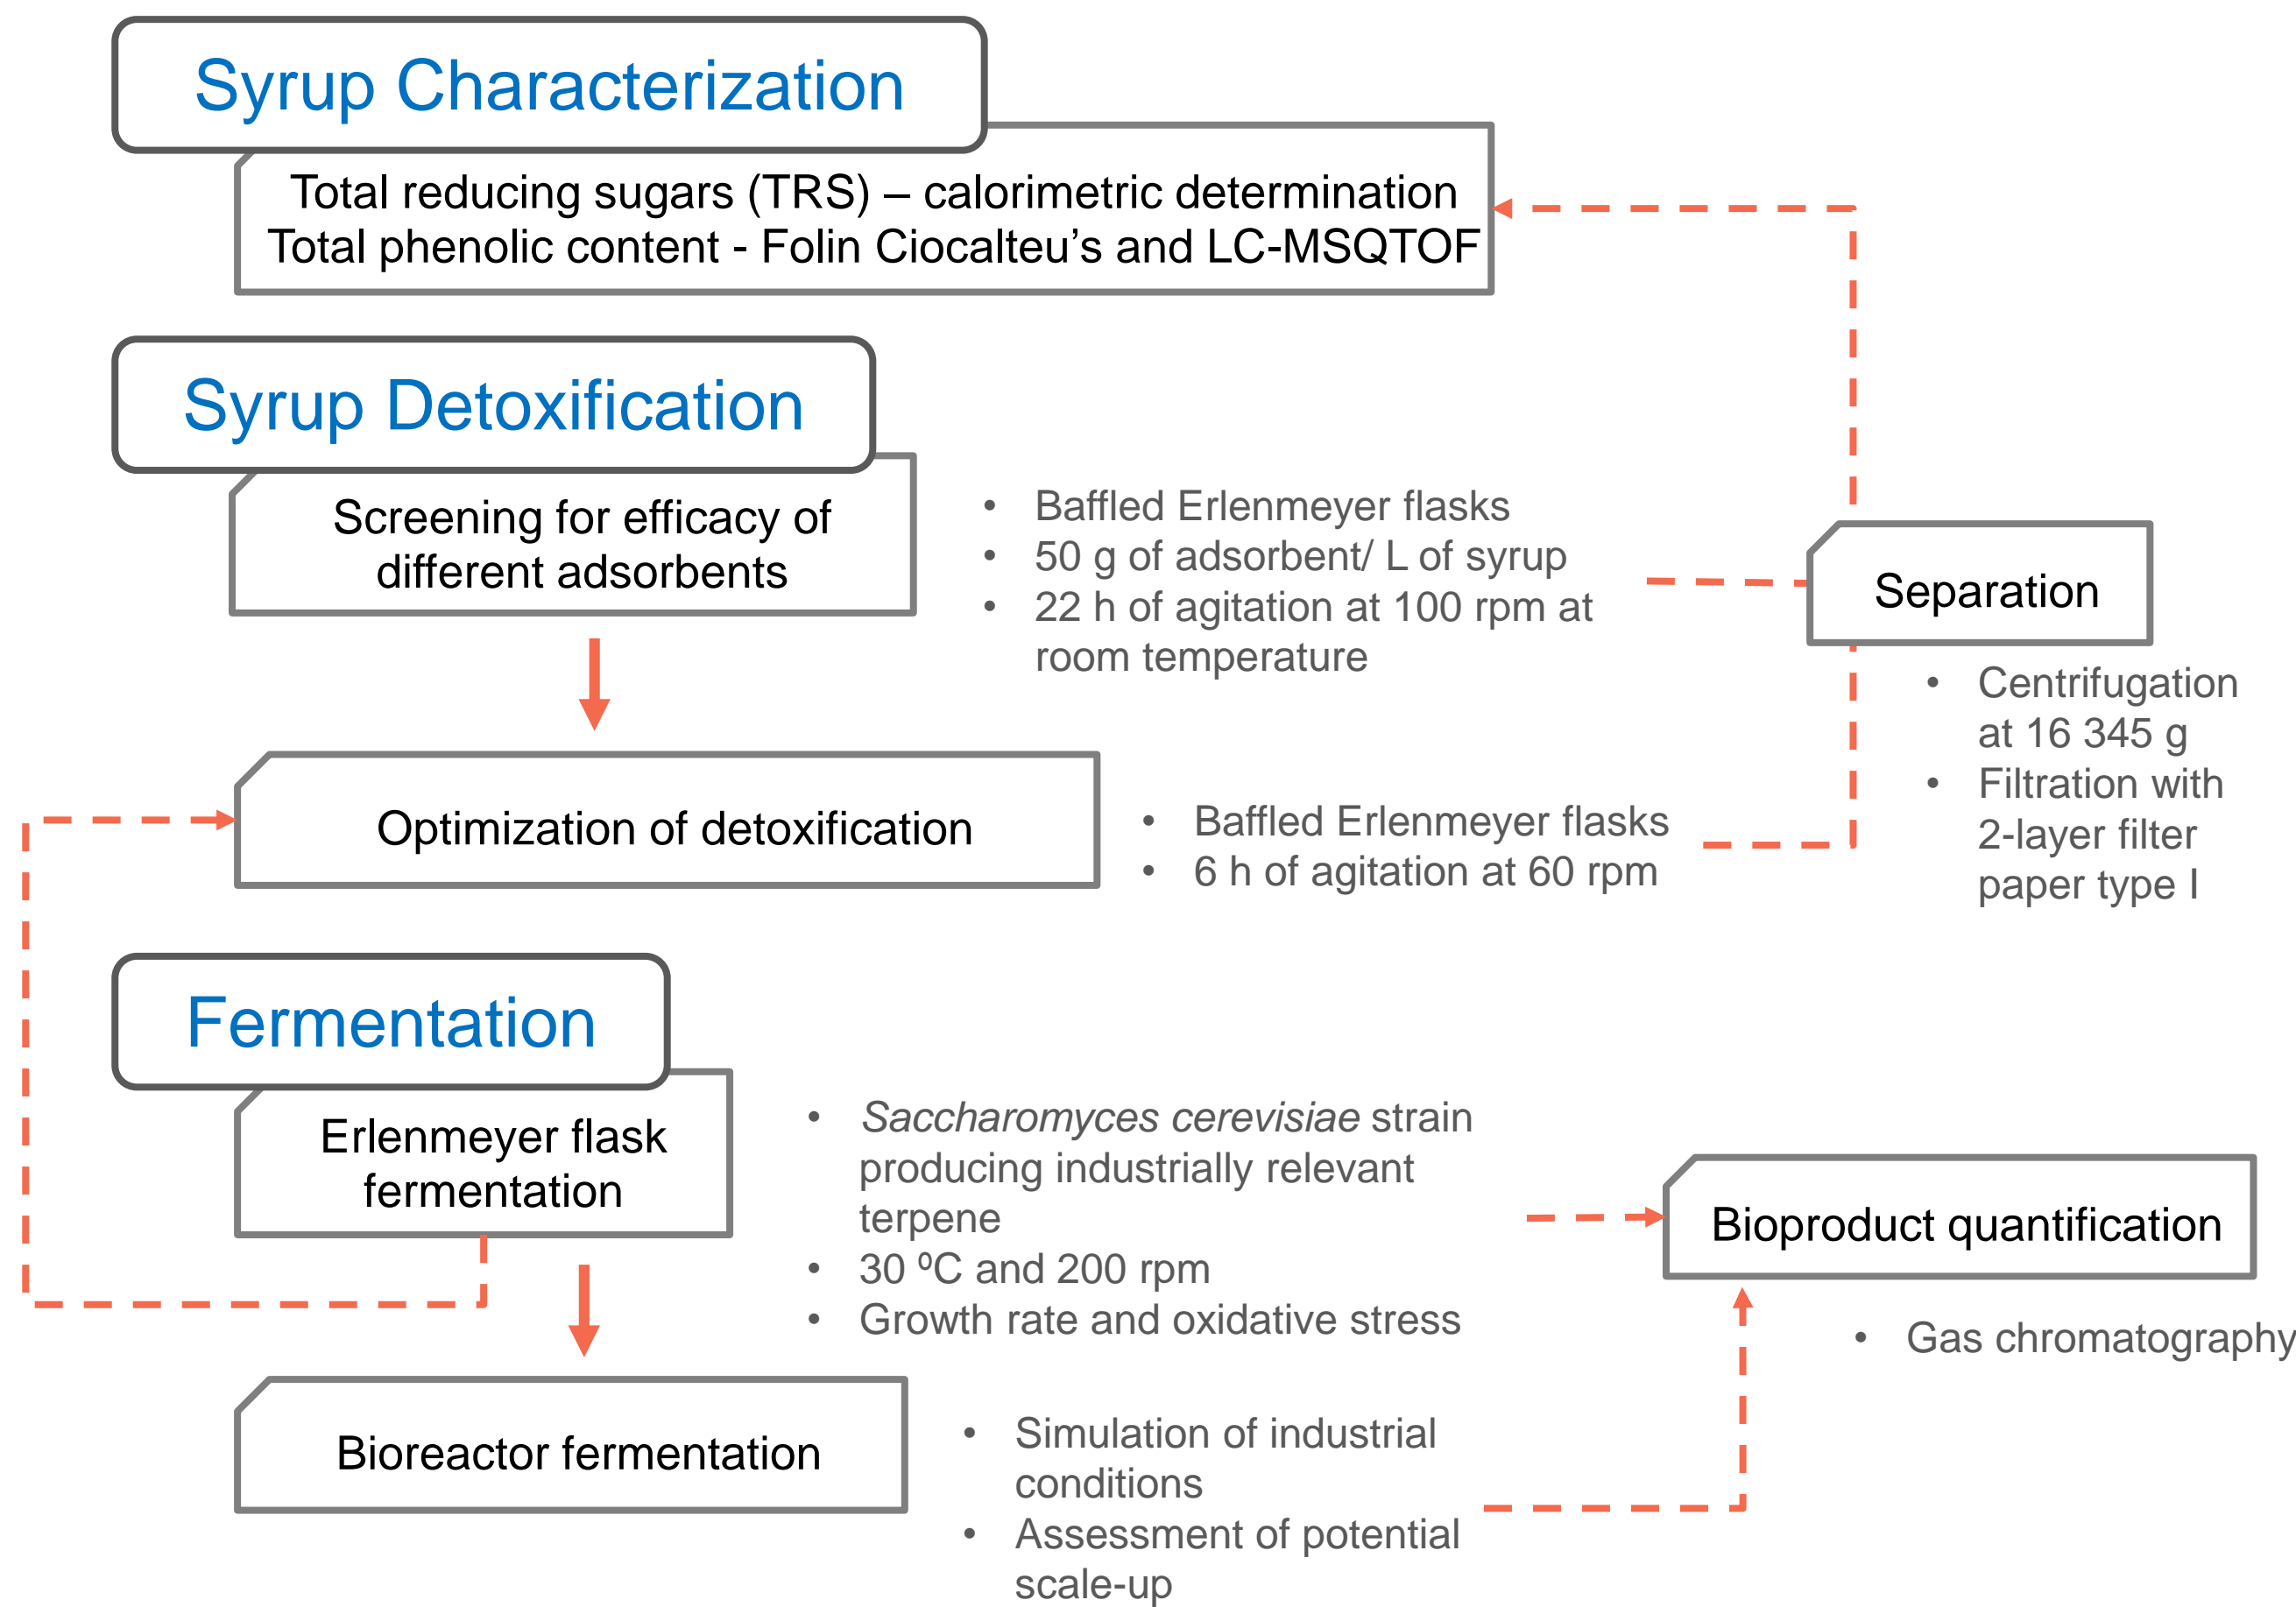 Syrup Characterization
Total reducing sugars (TRS) – calorimetric determination
Total phenolic content - Folin Ciocalteu’s and LC-MSQTOF
Syrup Detoxification
Screening for efficacy of
different adsorbents
• Baffled Erlenmeyer flasks
• 50 g of adsorbent/ L of syrup
• 22 h of agitation at 100 rpm at
room temperature
Separation
• Centrifugation
at 16 345 g
• Filtration with
2-layer filter
paper type I
Optimization of detoxification
• Baffled Erlenmeyer flasks
• 6 h of agitation at 60 rpm
Fermentation
Erlenmeyer flask
fermentation
• Saccharomyces cerevisiae strain
producing industrially relevant
terpene
• 30 ºC and 200 rpm
• Growth rate and oxidative stress
Bioproduct quantification
• Gas chromatography
Bioreactor fermentation
• Simulation of industrial
conditions
• Assessment of potential
scale-up